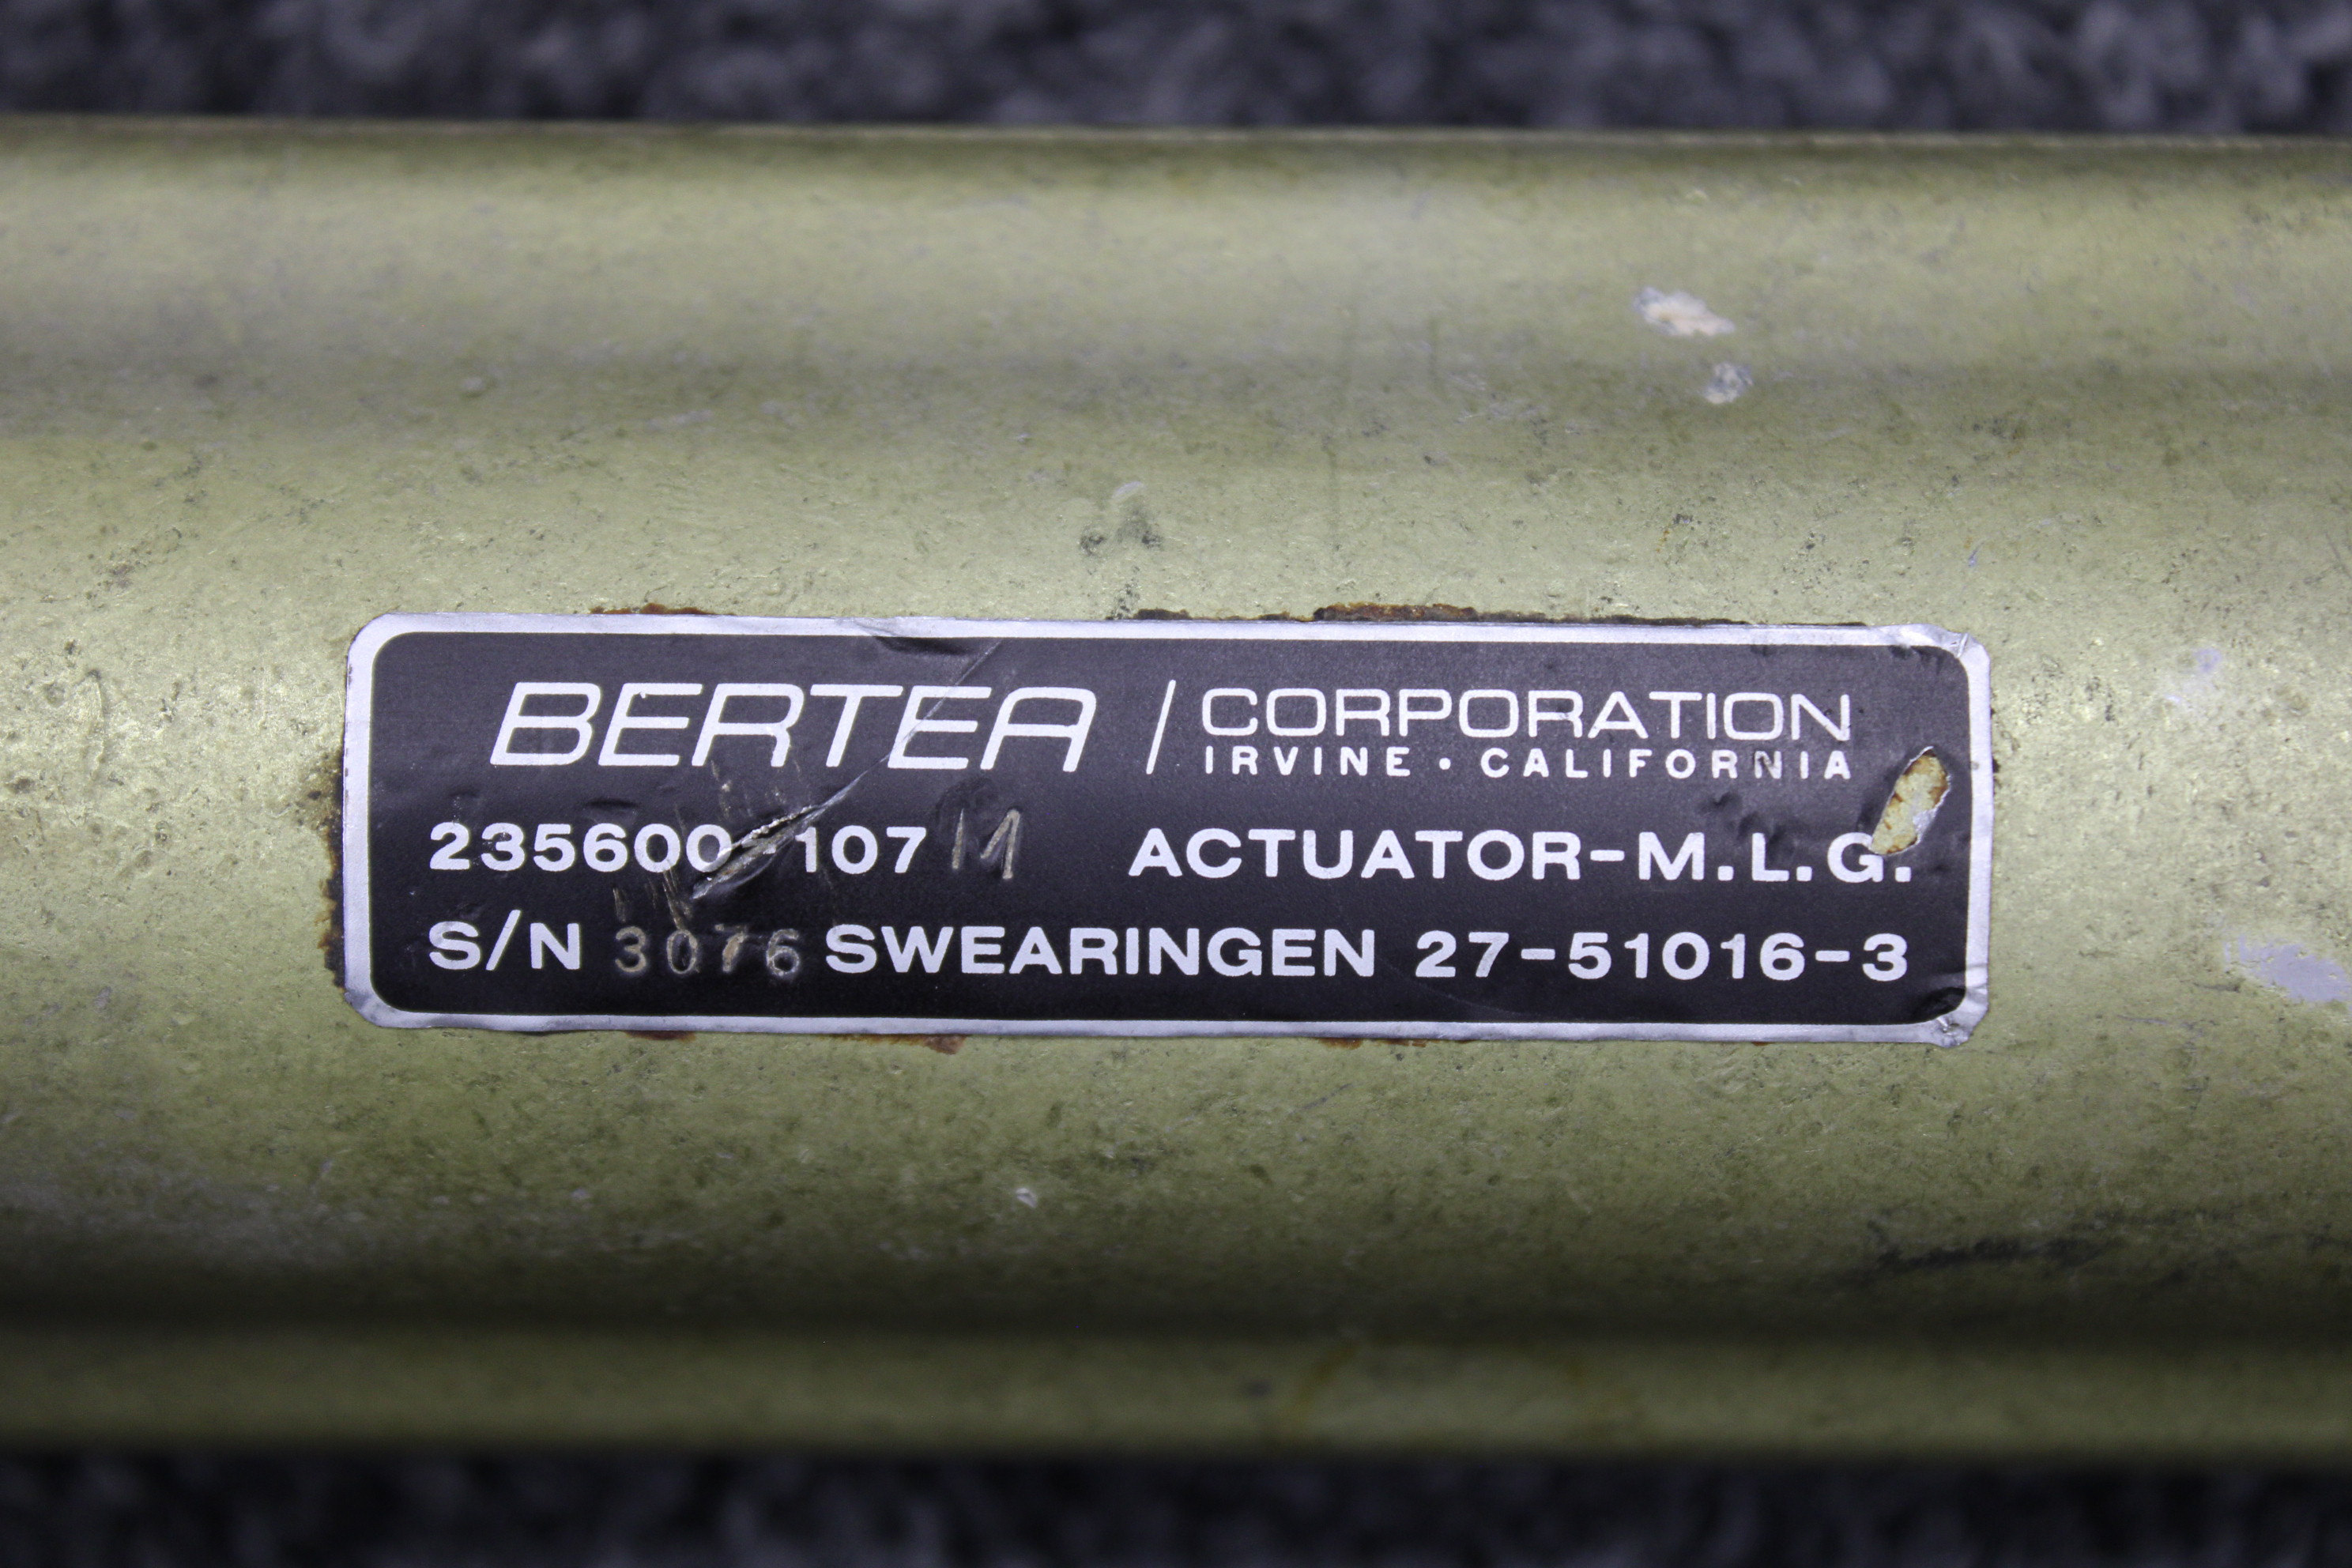 BERTEA / CORPORATION
IRVINE · CALIFORNIA
235600-107 M ACTUATOR-M.L.G.
S/N 3076 SWEARINGEN 27-51016-3